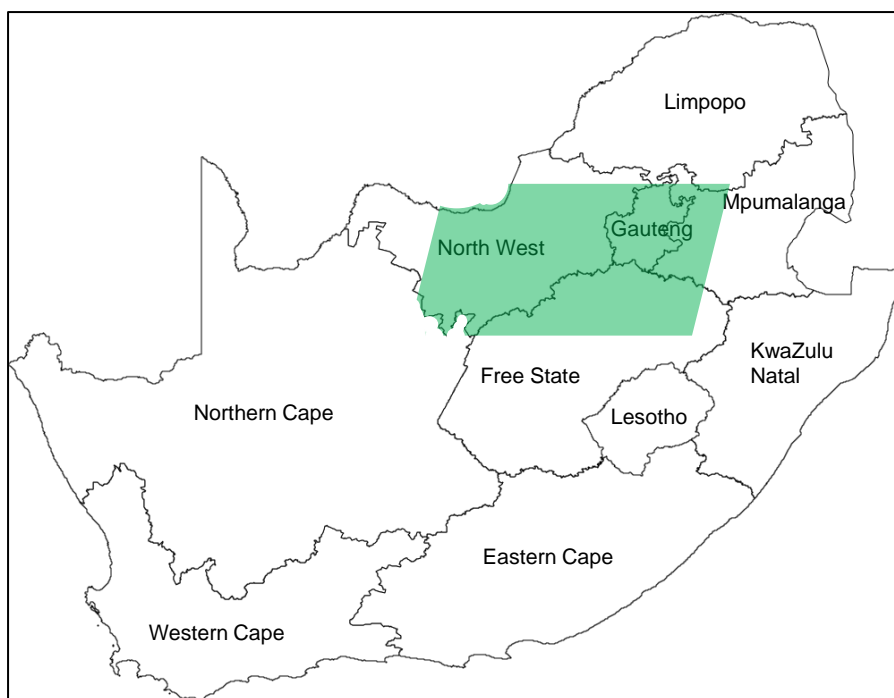 Limpopo
Mpumalanga
Gauteng
North West
KwaZulu
Natal
Free State
Northern Cape
Lesotho
Eastern Cape
Western Cape